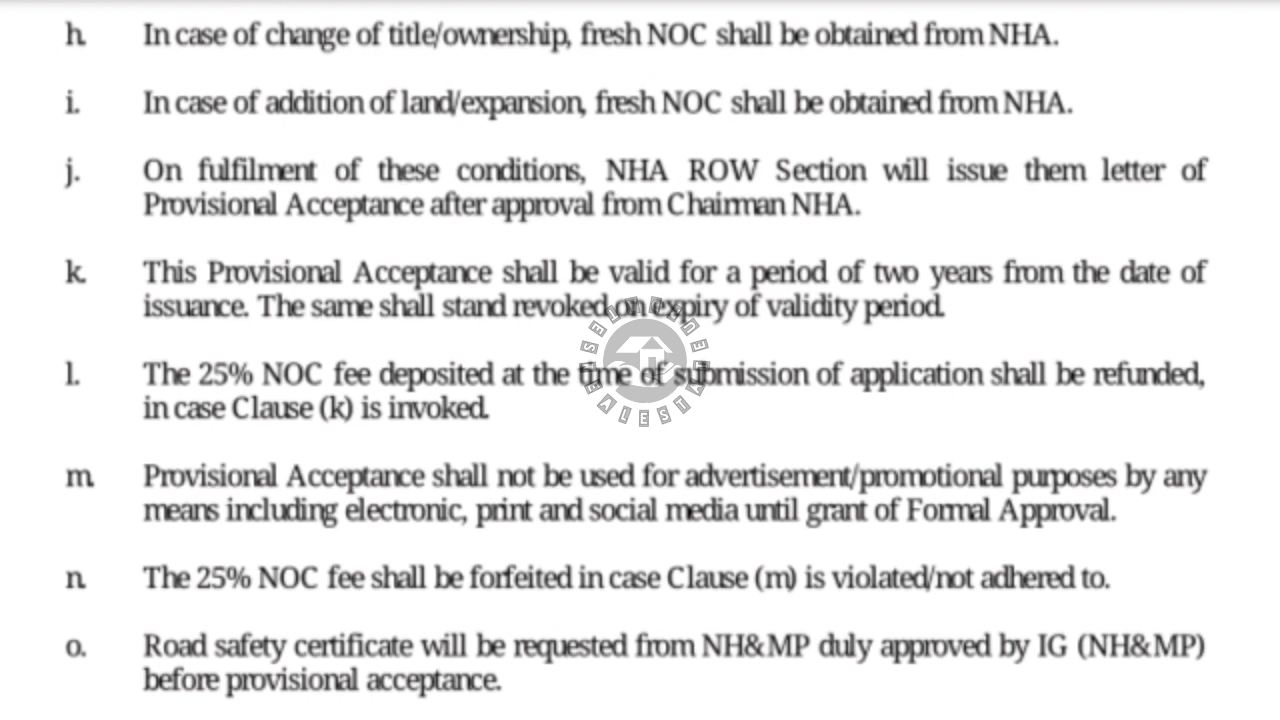 h. In case of change of title/ownership, fresh NOC shall be obtained from NHA.
i. In case of addition of land/expansion, fresh NOC shall be obtained from NHA.
j. On fulfilment of these conditions, NHA ROW Section will issue them letter of
Provisional Acceptance after approval from Chairman NHA.
k. This Provisional Acceptance shall be valid for a period of two years from the date of
issuance. The same shall stand revoked on expiry of validity period.
l. The 25% NOC fee deposited at the time of submission of application shall be refunded,
in case Clause (k) is invoked.
m. Provisional Acceptance shall not be used for advertisement/promotional purposes by any
means including electronic, print and social media until grant of Formal Approval.
n. The 25% NOC fee shall be forfeited in case Clause (m) is violated/not adhered to.
o. Road safety certificate will be requested from NH&MP duly approved by IG (NH&MP)
before provisional acceptance.